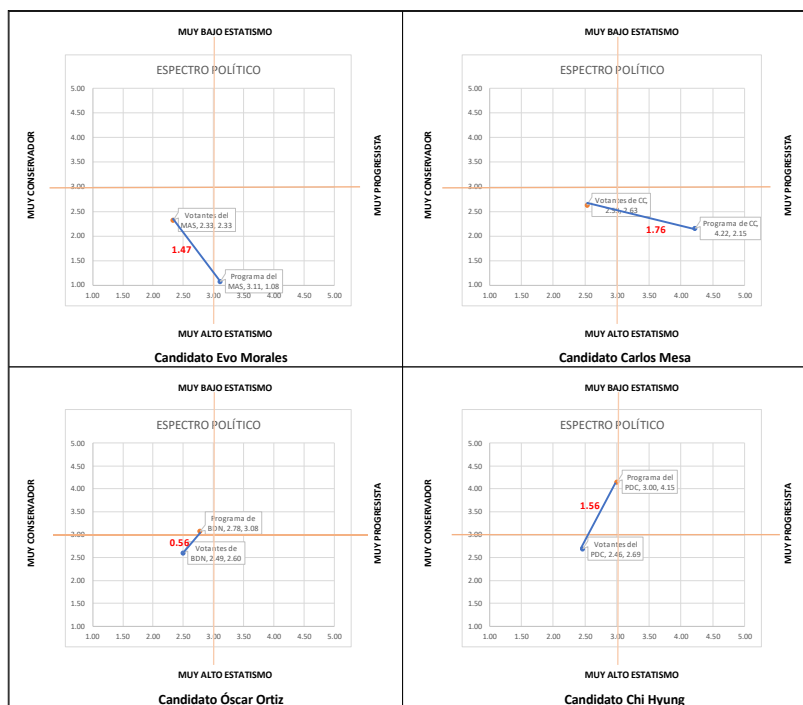 MUY BAJO ESTATISMO
MUY CONSERVADOR
ESPECTRO POLÍTICO
5.00
4.50
4.00
3.50
3.00
2.50
2.00
1.50
1.00
1.00 1.50 2.00 2.50 3.00 3.50 4.00 4.50 5.00
Votantes del
MAS, 2.33, 2.33
1.47
Programa del
MAS, 3.11, 1.08
MUY PROGRESISTA
MUY ALTO ESTATISMO
Candidato Evo Morales
MUY BAJO ESTATISMO
MUY CONSERVADOR
ESPECTRO POLÍTICO
5.00
4.50
4.00
3.50
3.00
2.50
2.00
1.50
1.00
1.00 1.50 2.00 2.50 3.00 3.50 4.00 4.50 5.00
Votantes de CC,
2.63
Programa de CC,
4.22, 2.15
1.76
MUY PROGRESISTA
MUY ALTO ESTATISMO
Candidato Carlos Mesa
MUY BAJO ESTATISMO
MUY CONSERVADOR
ESPECTRO POLÍTICO
5.00
4.50
4.00
3.50
3.00
2.50
2.00
1.50
1.00
1.00 1.50 2.00 2.50 3.00 3.50 4.00 4.50 5.00
Programa de
BDN, 2.78, 3.08
0.56
Votantes de
BDN, 2.49, 2.60
MUY PROGRESISTA
MUY ALTO ESTATISMO
Candidato Óscar Ortiz
MUY BAJO ESTATISMO
MUY CONSERVADOR
ESPECTRO POLÍTICO
5.00
4.50
4.00
3.50
3.00
2.50
2.00
1.50
1.00
1.00 1.50 2.00 2.50 3.00 3.50 4.00 4.50 5.00
Programa del
PDC, 3.00, 4.15
1.56
Votantes del
PDC, 2.46, 2.69
MUY PROGRESISTA
MUY ALTO ESTATISMO
Candidato Chi Hyung